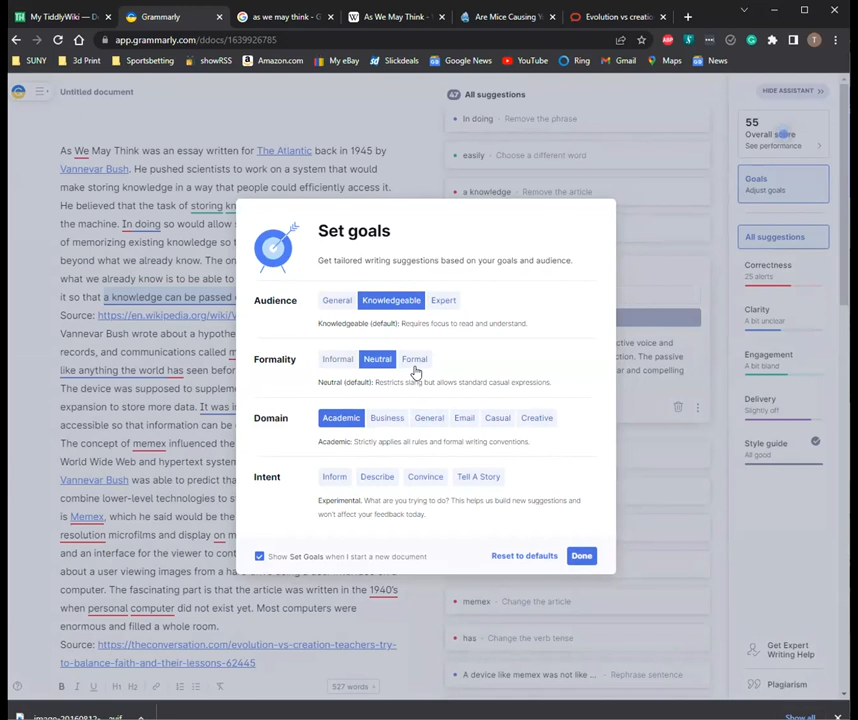 My TiddlyWiki — D
Grammarly
as we may think - G
As We May Think -
Are Mice Causing Y
Evolution vs creatio
app.grammarly.com/ddocs/1639926785
SUNY
3d Print
Sportsbetting
showRSS
Amazon.com
My eBay
Slickdeals
Google News
YouTube
Ring
Gmail
Maps
News
Untitled document
47 All suggestions
HIDE ASSISTANT
In doing · Remove the phrase
easily · Choose a different word
a knowledge · Remove the article
55
Overall score
See performance
Goals
Adjust goals
All suggestions
Correctness
25 alerts
Clarity
A bit unclear
Engagement
A bit bland
Delivery
Slightly off
Style guide
All good
As We May Think was an essay written for The Atlantic back in 1945 by
Vannevar Bush. He pushed scientists to work on a system that would
make storing knowledge in a way that people could efficiently access it.
He believed that the task of storing kn
the machine. In doing so would allow
of memorizing existing knowledge so
beyond what we already know. The
what we already know is to be able to
it so that a knowledge can be passed
Source: https://en.wikipedia.org/wiki/V
Vannevar Bush wrote about a hypothe
records, and communications called m
like anything the world has seen before
The device was supposed to suppleme
expansion to store more data. It was i
accessible so that information can be
The concept of memex influenced the
World Wide Web and hypertext system
Vannevar Bush was able to predict tha
combine lower-level technologies to s
is Memex, which he said would be the
resolution microfilms and display on m
and an interface for the viewer to cont
about a user viewing images from a ha
computer. The fascinating part is that the article was written in the 1940's
when personal computer did not exist yet. Most computers were
enormous and filled a whole room.
Source: https://theconversation.com/evolution-vs-creation-teachers-try-
to-balance-faith-and-their-lessons-62445
Set goals
Get tailored writing suggestions based on your goals and audience.
Audience
General
Knowledgeable
Expert
Knowledgeable (default): Requires focus to read and understand.
Formality
Informal
Neutral
Formal
Neutral (default): Restricts slang but allows standard casual expressions.
Domain
Academic
Business
General
Email
Casual
Creative
Academic: Strictly applies all rules and formal writing conventions.
Intent
Inform
Describe
Convince
Tell A Story
Experimental. What are you trying to do? This helps us build new suggestions and
won't affect your feedback today.
Show Set Goals when I start a new document
Reset to defaults
Done
ctive voice and
tion. The passive
ar and compelling
memex · Change the article
has · Change the verb tense
A device like memex was not like ... · Rephrase sentence
Get Expert
Writing Help
Plagiarism
B I U H1 H2
527 words
Show all